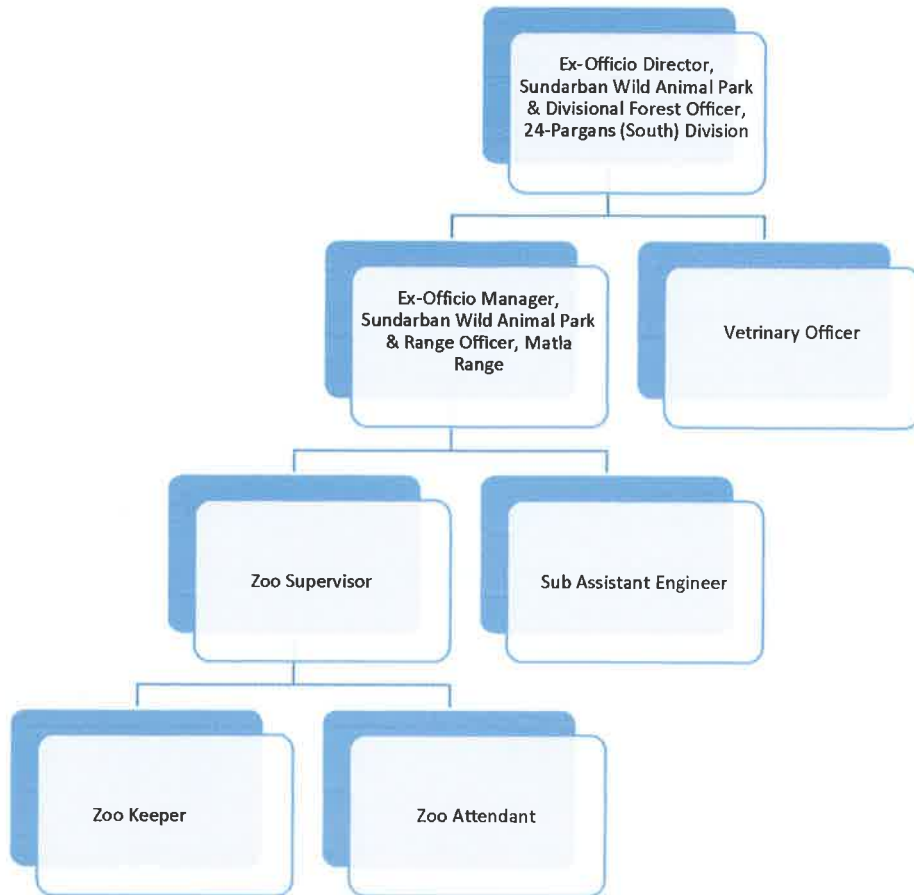 Ex-Officio Director,
Sundarban Wild Animal Park
& Divisional Forest Officer,
24-Pargans (South) Division
Ex-Officio Manager,
Sundarban Wild Animal Park
& Range Officer, Matla
Range
Vetrinary Officer
Zoo Supervisor
Sub Assistant Engineer
Zoo Keeper
Zoo Attendant